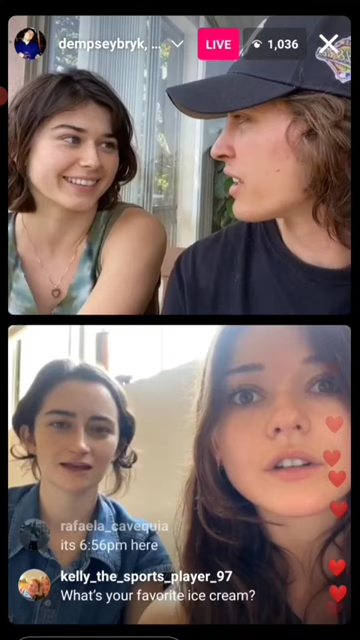 dempseybryk, ...
LIVE
1,036
rafaela_cavequia
its 6:56pm here
kelly_the_sports_player_97
What's your favorite ice cream?